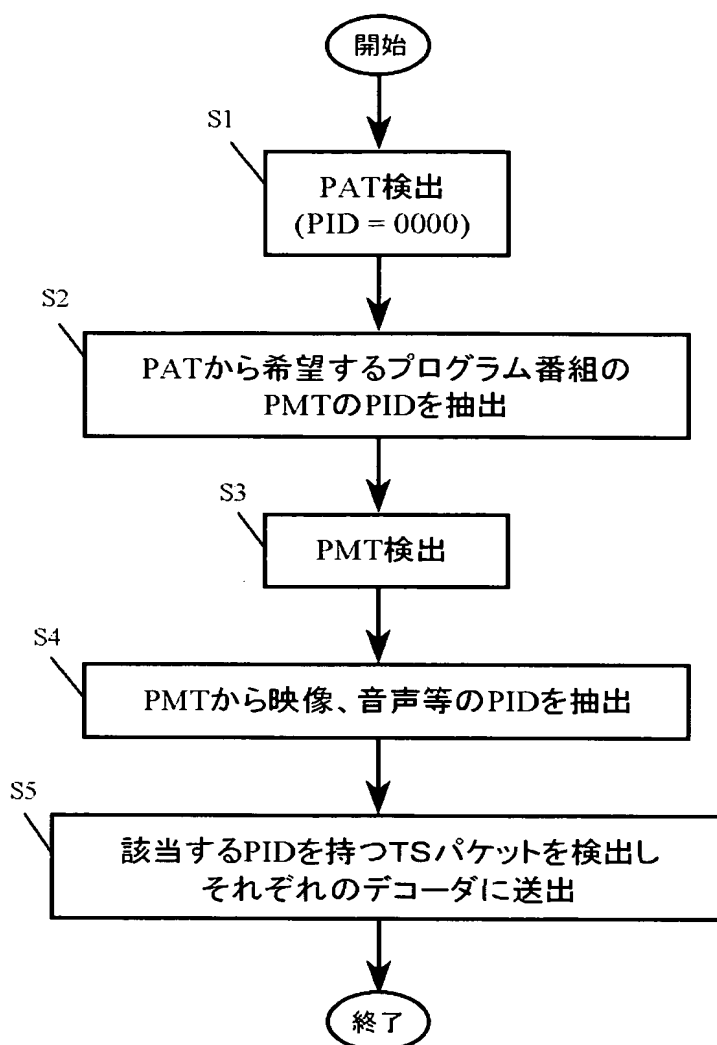 開始
S1
PAT検出
(PID = 0000)
S2
PATから希望するプログラム番組の
PMTのPIDを抽出
S3
PMT検出
S4
PMTから映像、音声等のPIDを抽出
S5
該当するPIDを持つTSパケットを検出し
それぞれのデコーダに送出
終了